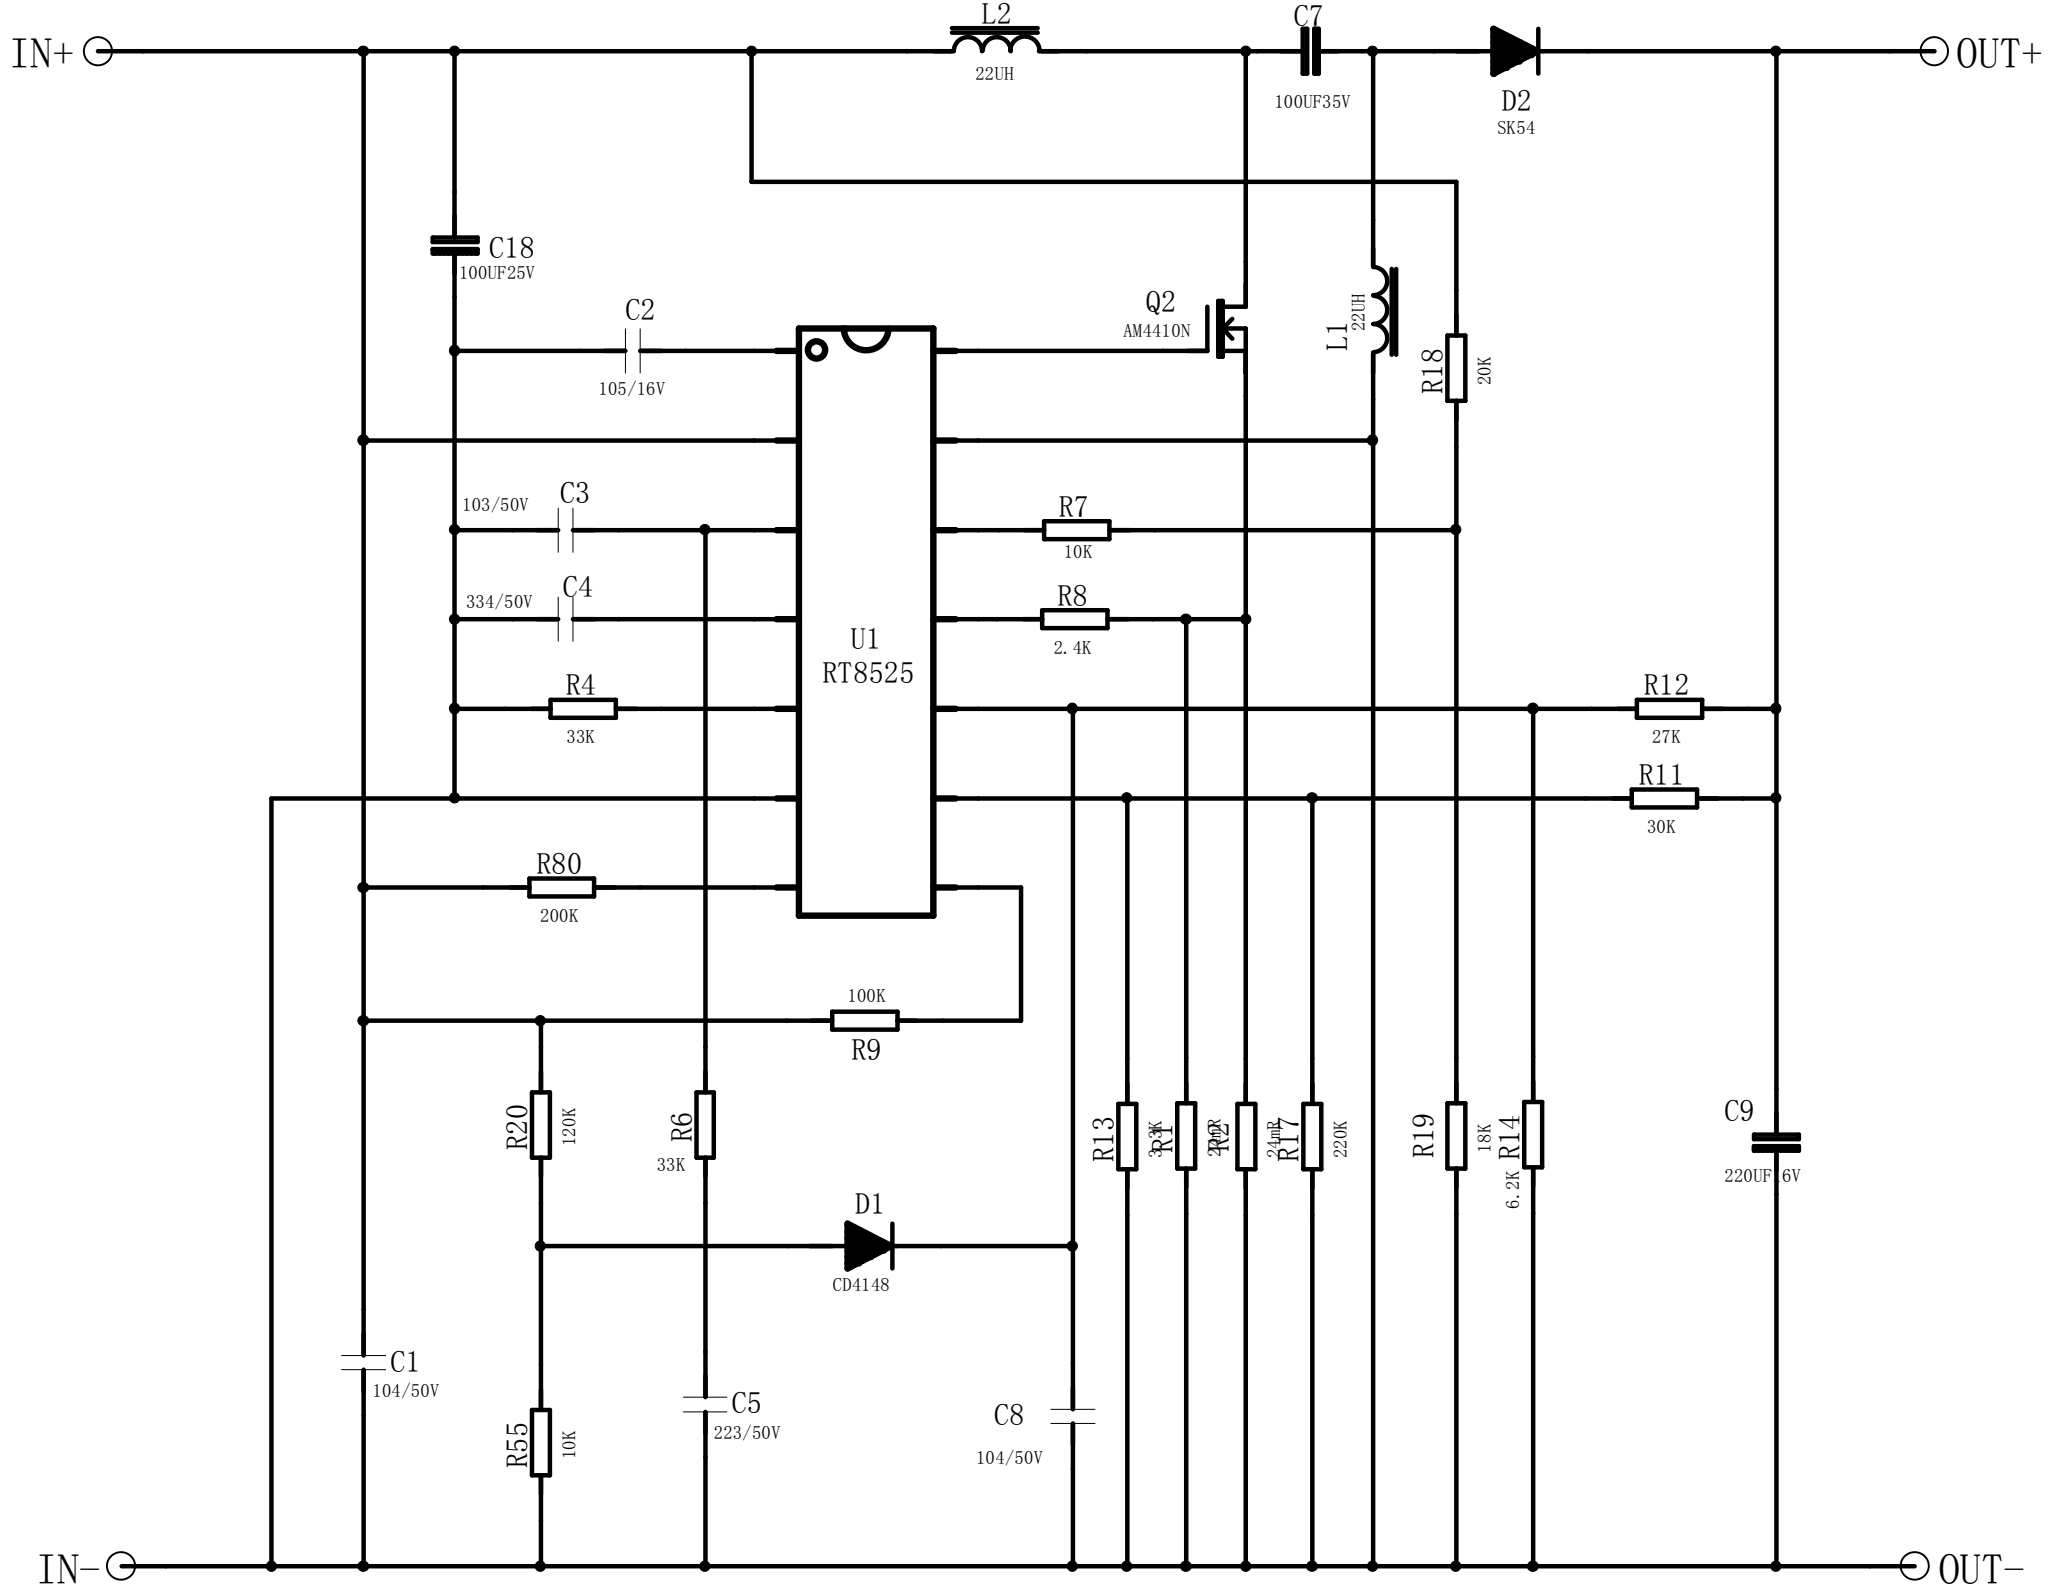 L2
C7
IN+
OUT+
22UH
100UF35V
D2
SK54
C18
100UF25V
C2
105/16V
Q2
AM4410N
L1
22UH
R18
20K
103/50V
C3
R7
10K
334/50V
C4
R8
2.4K
U1
RT8525
R4
33K
R12
27K
R11
30K
R80
200K
100K
R9
R20
120K
R6
33K
R13
R1
R2
24mR
R17
220K
R19
18K
R14
6.2K
C9
220UF16V
D1
CD4148
C1
104/50V
C5
223/50V
C8
104/50V
R55
10K
IN-
OUT-